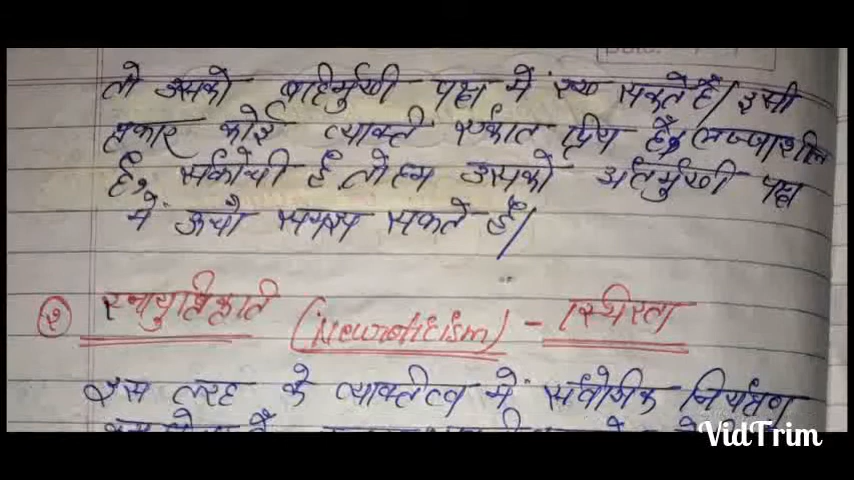 तो उसको बहिर्मुखी पक्ष में रख सकते हैं। इसी
प्रकार कोई व्यक्ति एकांत प्रिय है, लज्जाशील
है, संकोची है तो हम उसको अंतर्मुखी पक्ष
में ऊचाँ समझ सकते हैं।
② स्नायुविकृति (Neuroticism) - स्थिरता
इस तरह के व्यक्तित्व में संवेगिक नियंत्रण
VidTrim